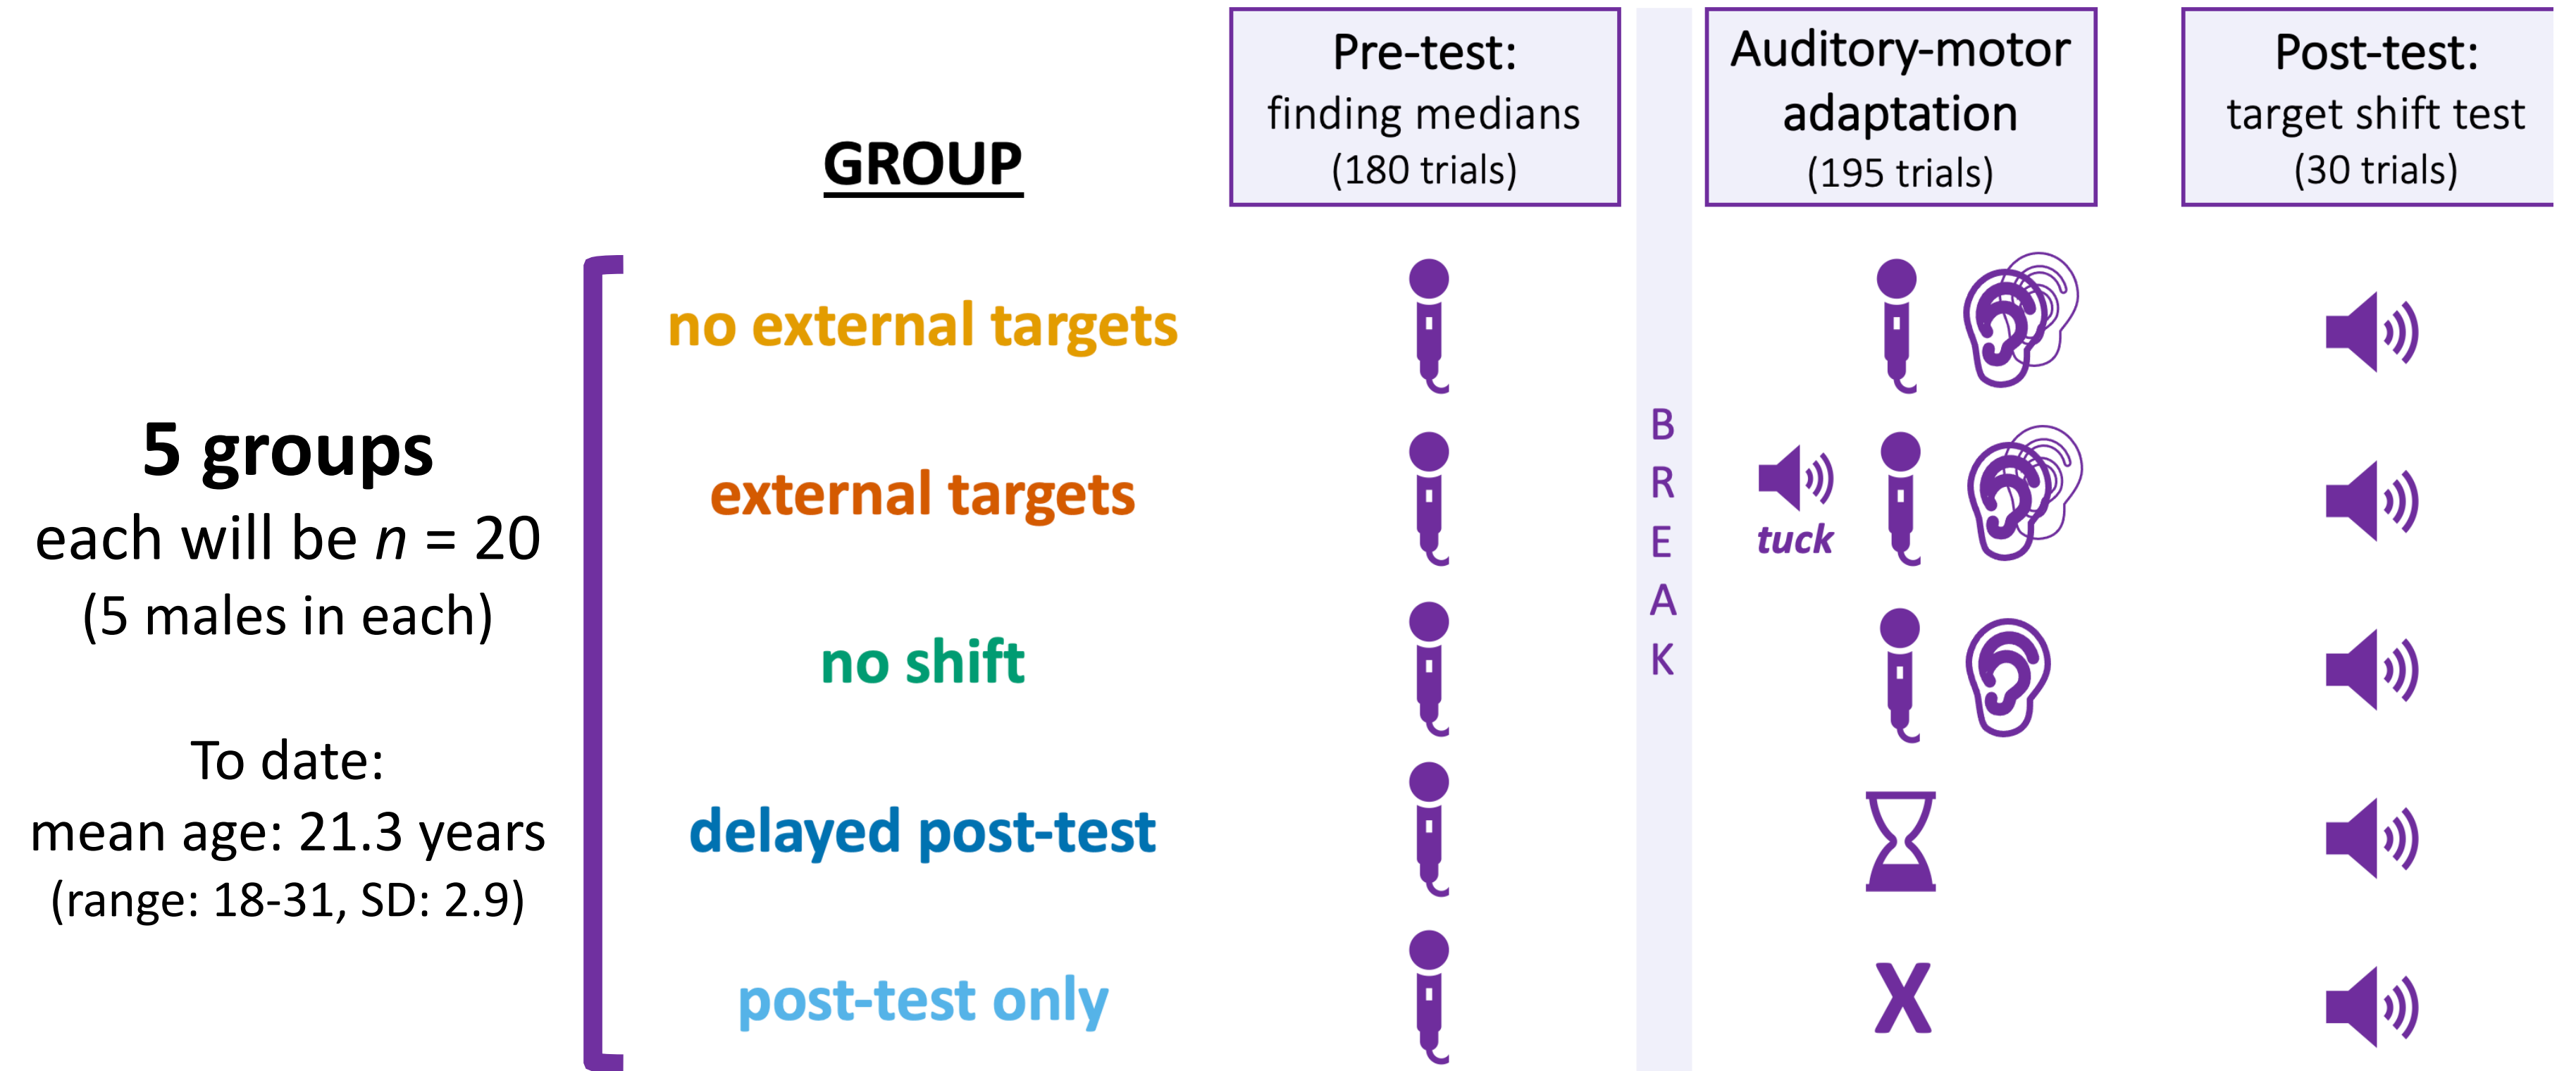 5 groups
each will be n = 20
(5 males in each)
To date:
mean age: 21.3 years
(range: 18-31, SD: 2.9)
GROUP
no external targets
external targets
no shift
delayed post-test
post-test only
Pre-test:
finding medians
(180 trials)
BREAK
Auditory-motor
adaptation
(195 trials)
tuck
X
Post-test:
target shift test
(30 trials)